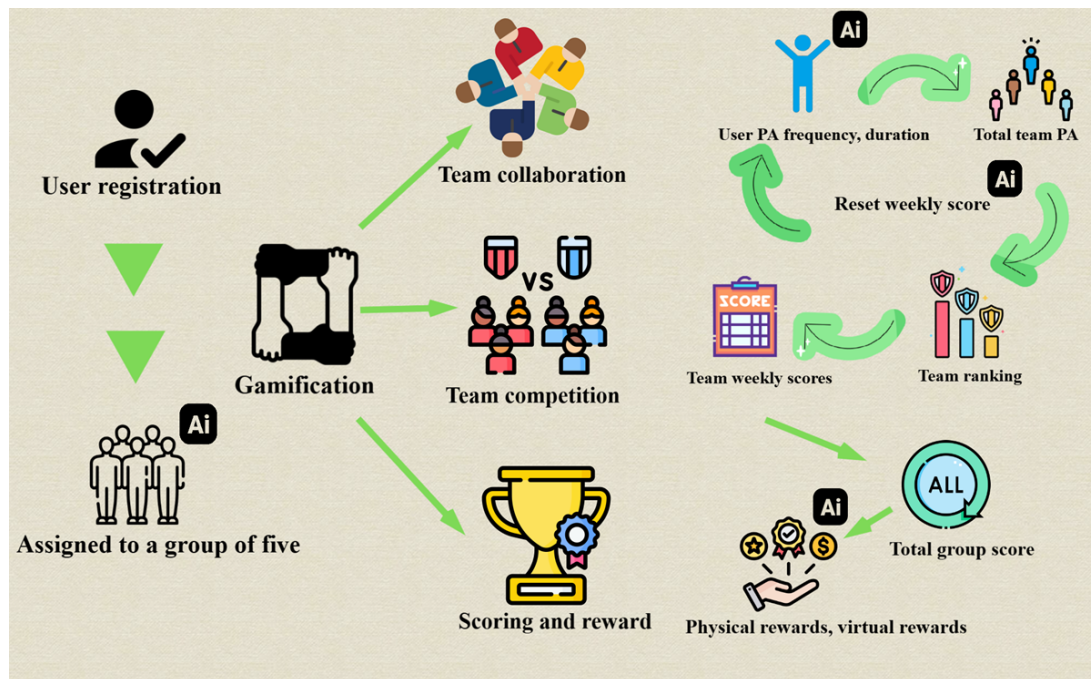 User registration
Ai
Assigned to a group of five
Gamification
Team collaboration
VS
Team competition
Scoring and reward
Ai
User PA frequency, duration
Total team PA
Ai
Reset weekly score
SCORE
Team weekly scores
Team ranking
ALL
Total group score
Ai
$
Physical rewards, virtual rewards